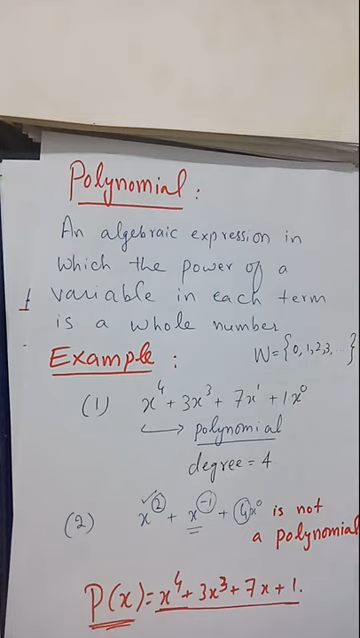 Polynomial:
An algebraic expression in
which the power of a
variable in each term
is a whole number
W={0,1,2,3,...}
Example:
(1) x⁴+3x³+7x¹+1x⁰
polynomial
degree=4
(2) x²+x⁻¹+4x⁰ is not
a polynomial
P(x)=x⁴+3x³+7x+1.